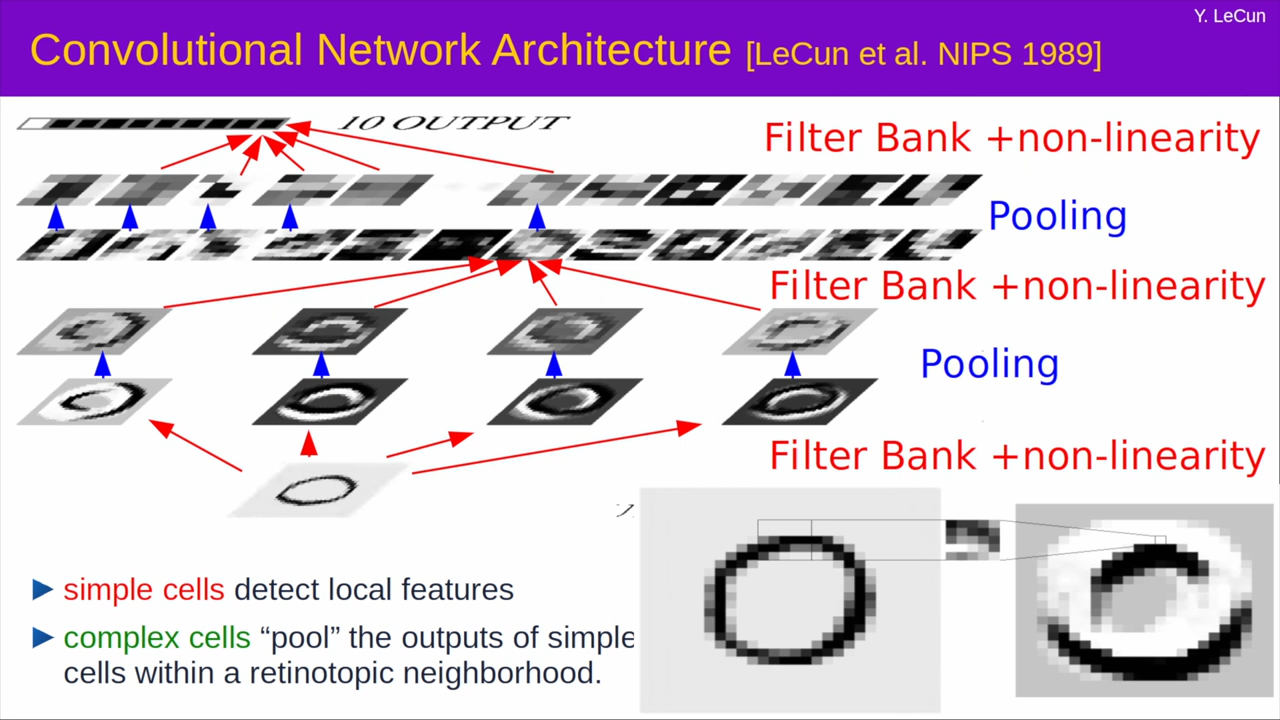 Y. LeCun
Convolutional Network Architecture [LeCun et al. NIPS 1989]
10 OUTPUT
Filter Bank +non-linearity
Pooling
Filter Bank +non-linearity
Pooling
Filter Bank +non-linearity
simple cells detect local features
complex cells “pool” the outputs of simple
cells within a retinotopic neighborhood.